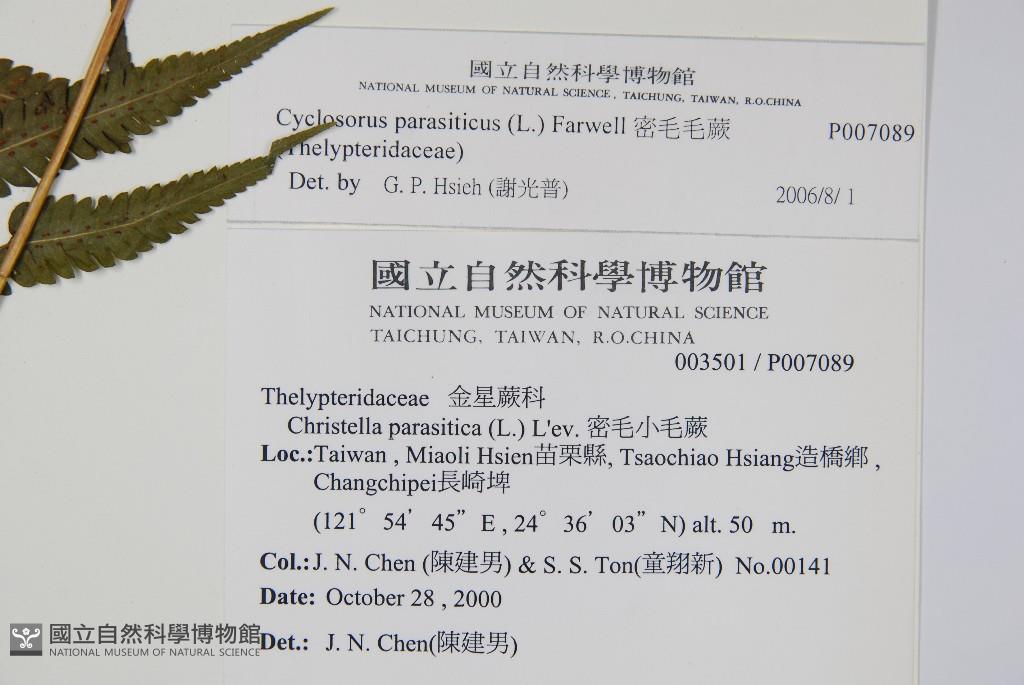 國立自然科學博物館
NATIONAL MUSEUM OF NATURAL SCIENCE, TAICHUNG, TAIWAN, R.O.CHINA
Cyclosorus parasiticus (L.) Farwell 密毛毛蕨 P007089
(Thelypteridaceae)
Det. by G. P. Hsieh (謝光普) 2006/8/ 1
國立自然科學博物館
NATIONAL MUSEUM OF NATURAL SCIENCE
TAICHUNG, TAIWAN, R.O.CHINA
003501 / P007089
Thelypteridaceae 金星蕨科
Christella parasitica (L.) L'ev. 密毛小毛蕨
Loc.:Taiwan , Miaoli Hsien苗栗縣, Tsaochiao Hsiang造橋鄉 ,
Changchipei長崎埤
(121° 54' 45" E , 24° 36' 03" N) alt. 50 m.
Col.:J. N. Chen (陳建男) & S. S. Ton(童翔新) No.00141
Date: October 28 , 2000
Det.: J. N. Chen(陳建男)
國立自然科學博物館
NATIONAL MUSEUM OF NATURAL SCIENCE